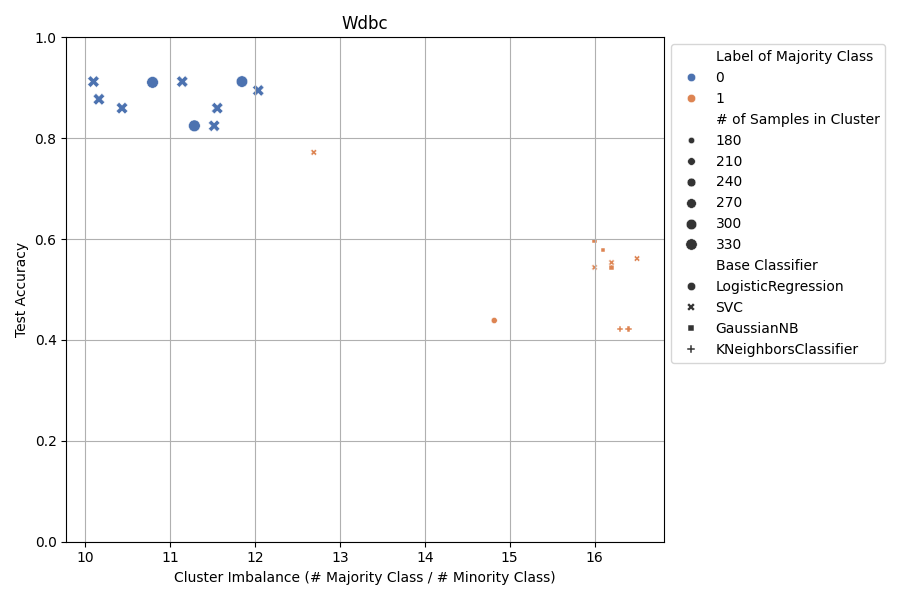 Wdbc
1.0
0.8
0.6
0.4
0.2
0.0
Test Accuracy
10 11 12 13 14 15 16
Cluster Imbalance (# Majority Class / # Minority Class)
Label of Majority Class
0
1
# of Samples in Cluster
180
210
240
270
300
330
Base Classifier
LogisticRegression
SVC
GaussianNB
KNeighborsClassifier